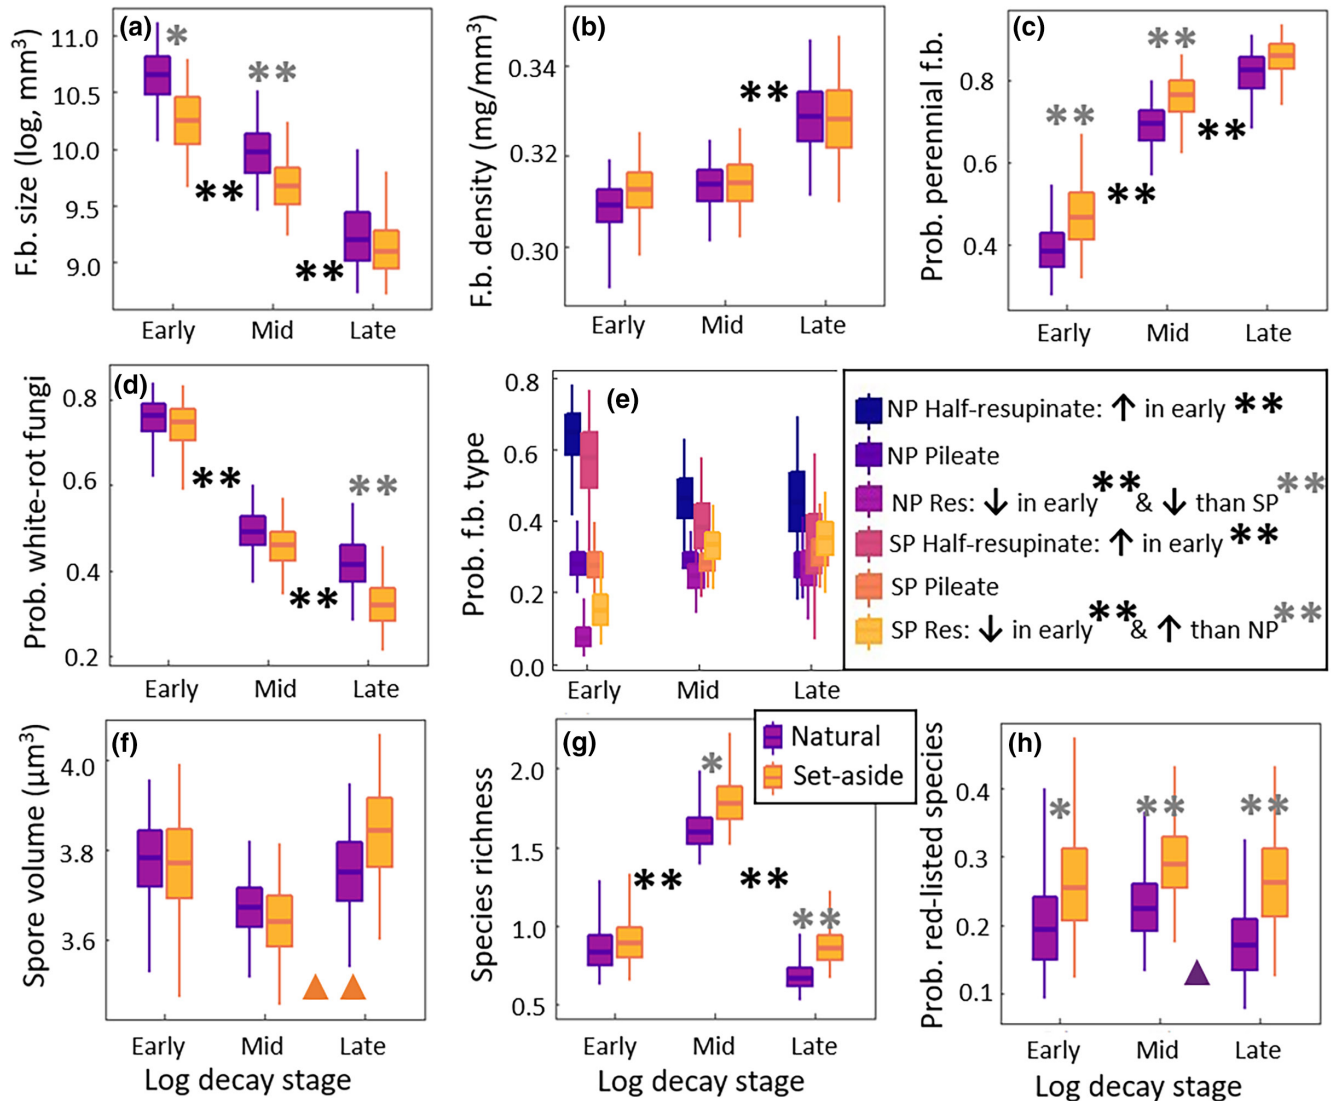 (a)
F.b. size (log, mm³)
11.0
10.5
10.0
9.5
9.0
*
**
**
**
Early Mid Late
(b)
F.b. density (mg/mm³)
0.34
0.32
0.30
**
Early Mid Late
(c)
Prob. perennial f.b.
0.8
0.6
0.4
**
**
**
**
Early Mid Late
(d)
Prob. white-rot fungi
0.8
0.6
0.4
0.2
**
**
**
Early Mid Late
(e)
Prob. f.b. type
0.8
0.6
0.4
0.2
0.0
Early Mid Late
NP Half-resupinate: ↑ in early **
NP Pileate
NP Res: ↓ in early ** & ↓ than SP **
SP Half-resupinate: ↑ in early **
SP Pileate
SP Res: ↓ in early ** & ↑ than NP **
(f)
Spore volume (µm³)
4.0
3.8
3.6
Early Mid Late
Log decay stage
(g)
Species richness
2.0
1.5
1.0
0.5
*
**
**
**
Early Mid Late
Log decay stage
Natural
Set-aside
(h)
Prob. red-listed species
0.4
0.3
0.2
0.1
*
**
**
Early Mid Late
Log decay stage